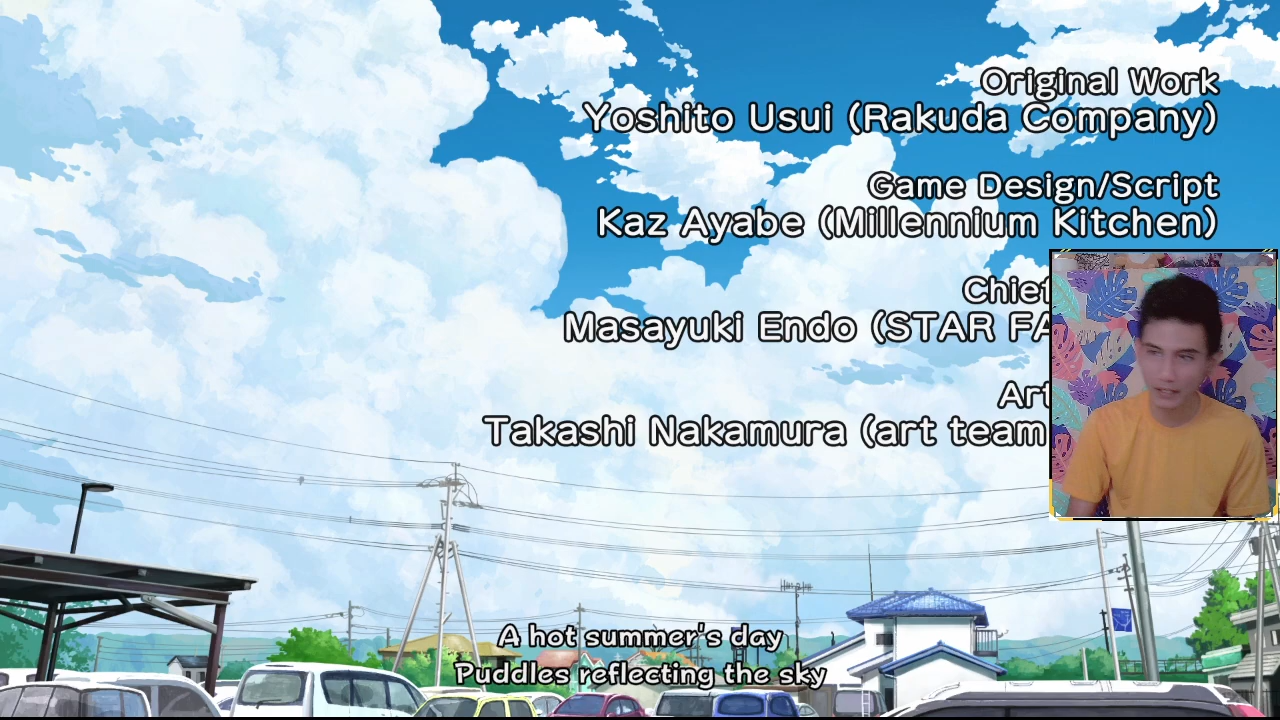 Original Work
Yoshito Usui (Rakuda Company)
Game Design/Script
Kaz Ayabe (Millennium Kitchen)
Chief
Masayuki Endo (STAR
Art
Takashi Nakamura (art team
A hot summer's day
Puddles reflecting the sky